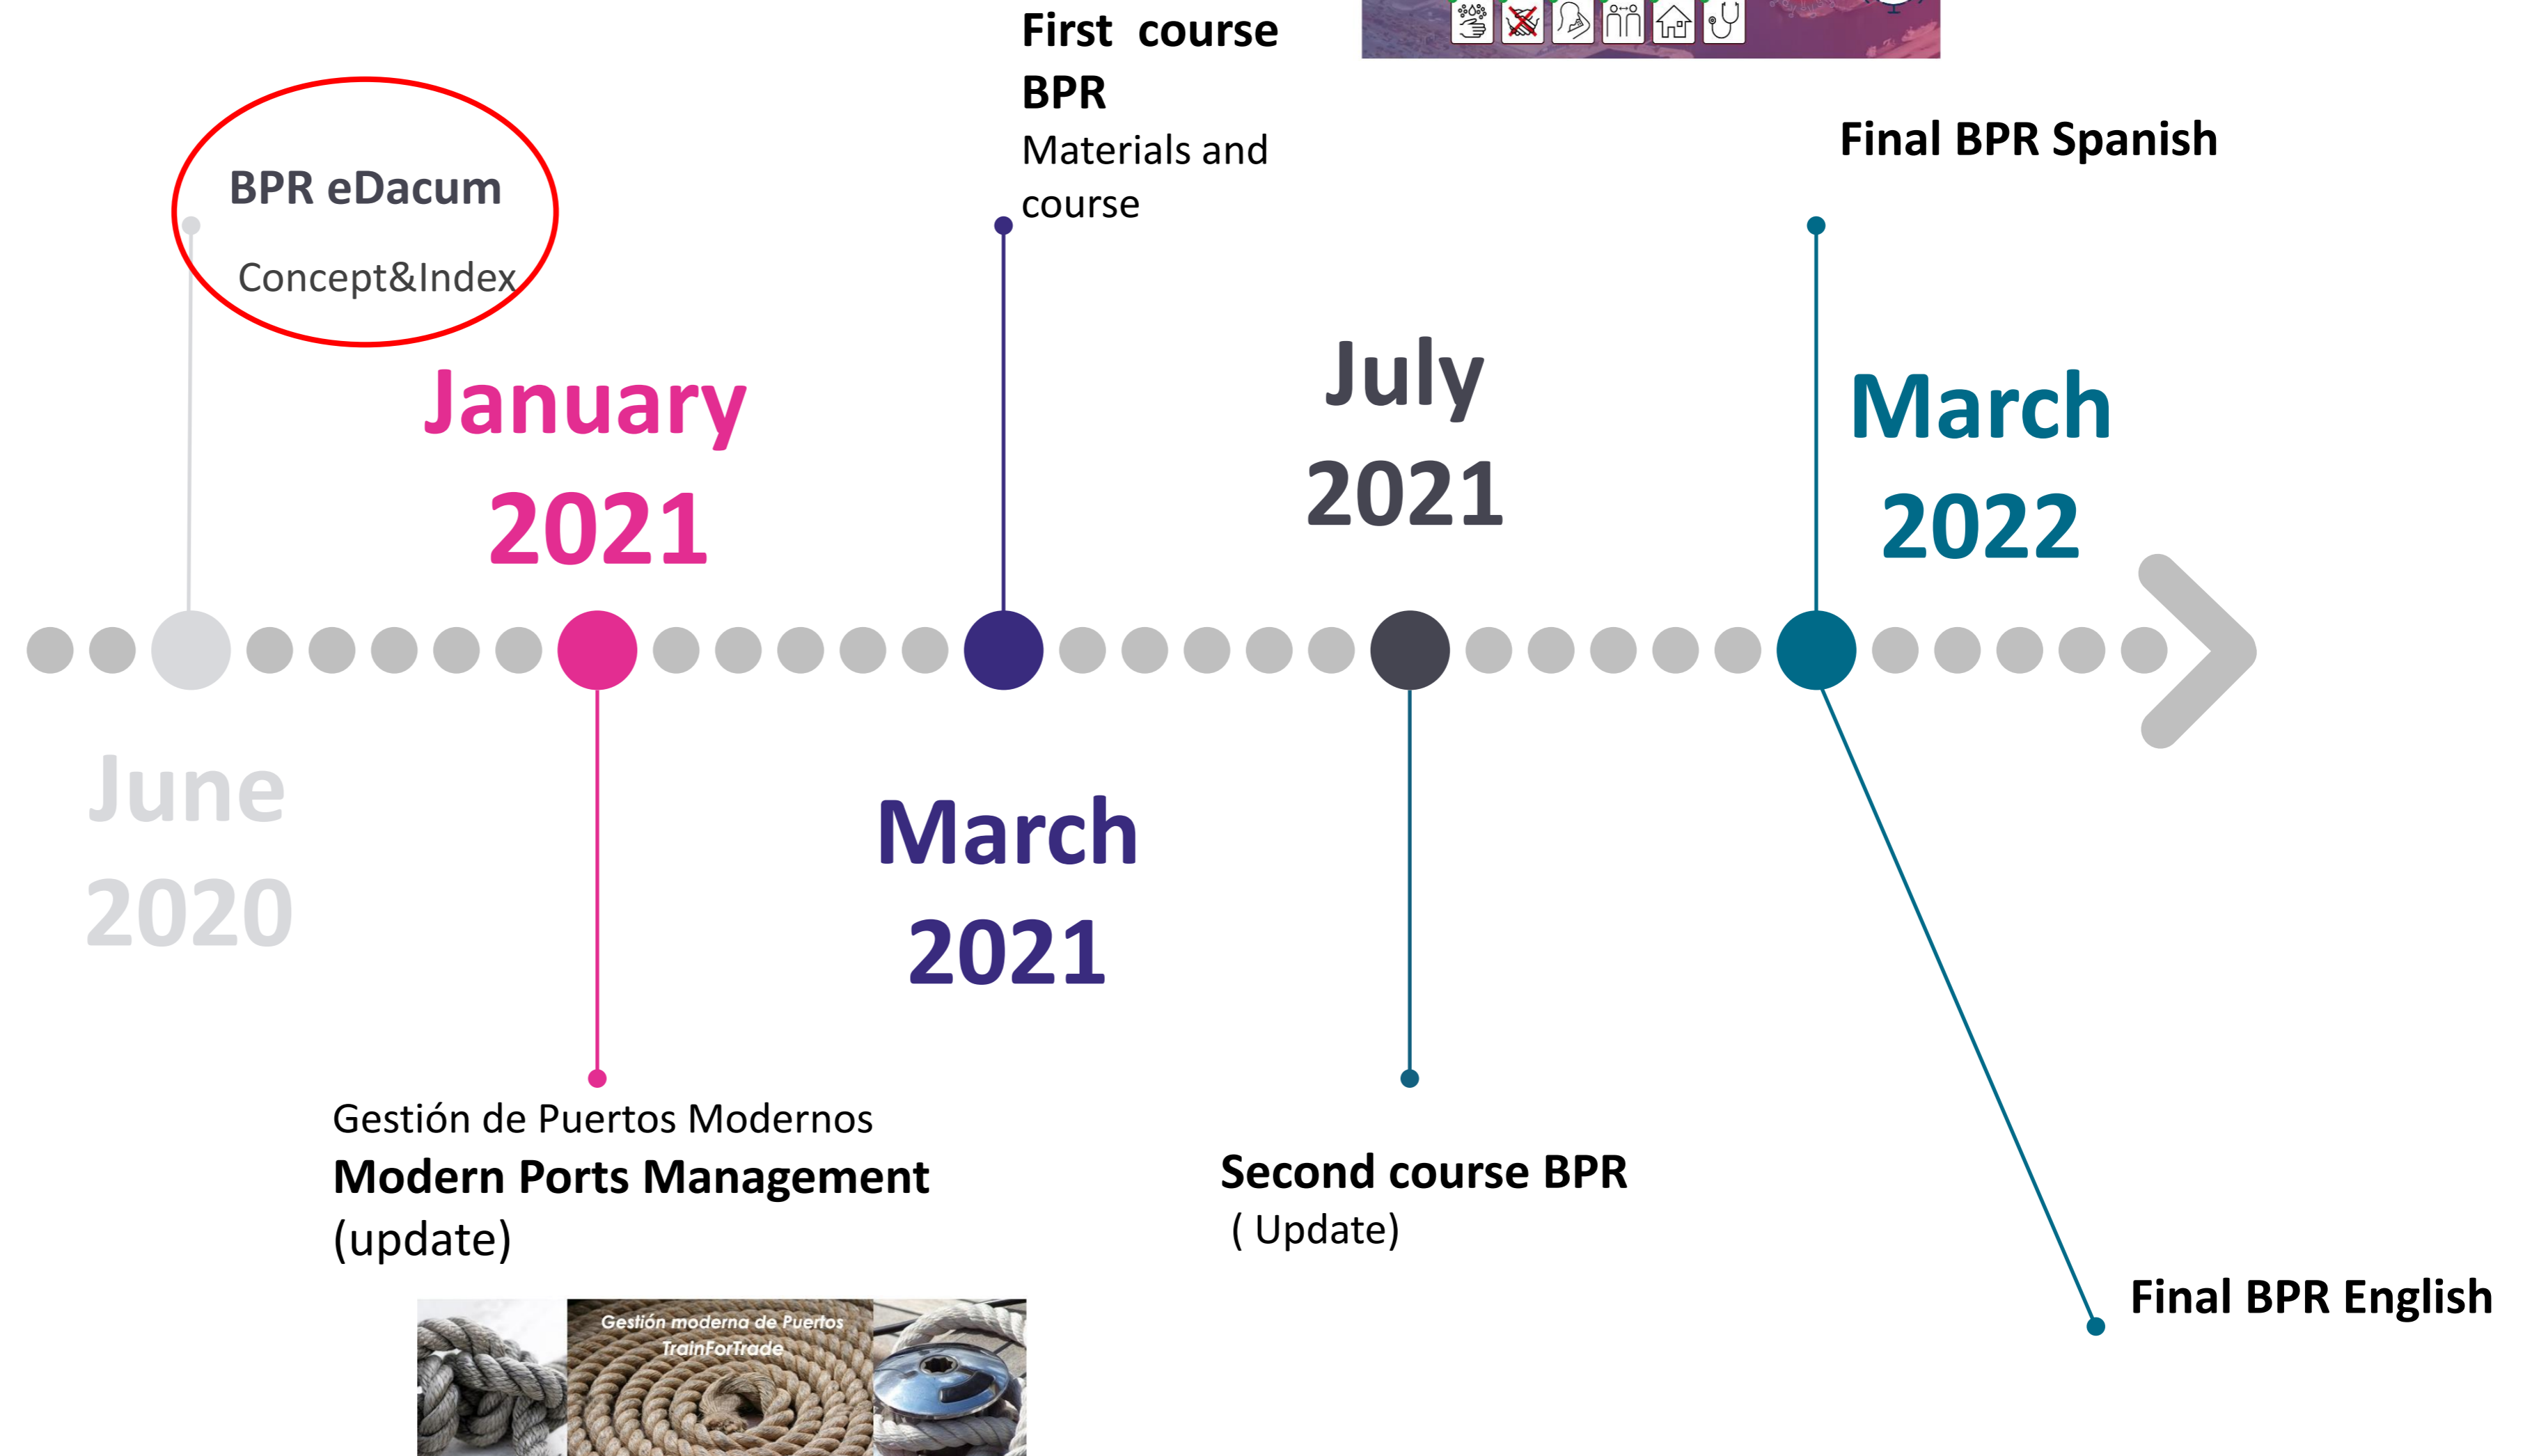 First course
BPR
Materials and
course
BPR eDacum
Concept&Index
Final BPR Spanish
January
2021
July
2021
March
2022
June
2020
March
2021
Gestión de Puertos Modernos
Modern Ports Management
(update)
Second course BPR
( Update)
Final BPR English
Gestión moderna de Puertos
TrainForTrade